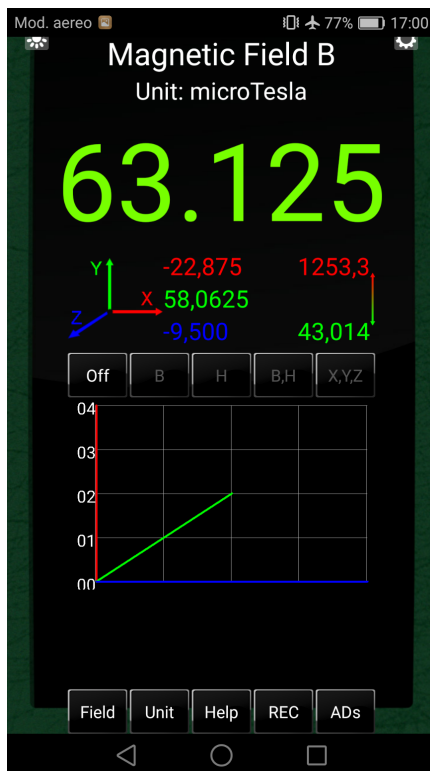 Mod. aereo 77% 17:00
Magnetic Field B
Unit: microTesla
63.125
Y X Z
-22,875 1253,3
58,0625
-9,500 43,014
Off B H B,H X,Y,Z
04
03
02
01
00
Field Unit Help REC ADs